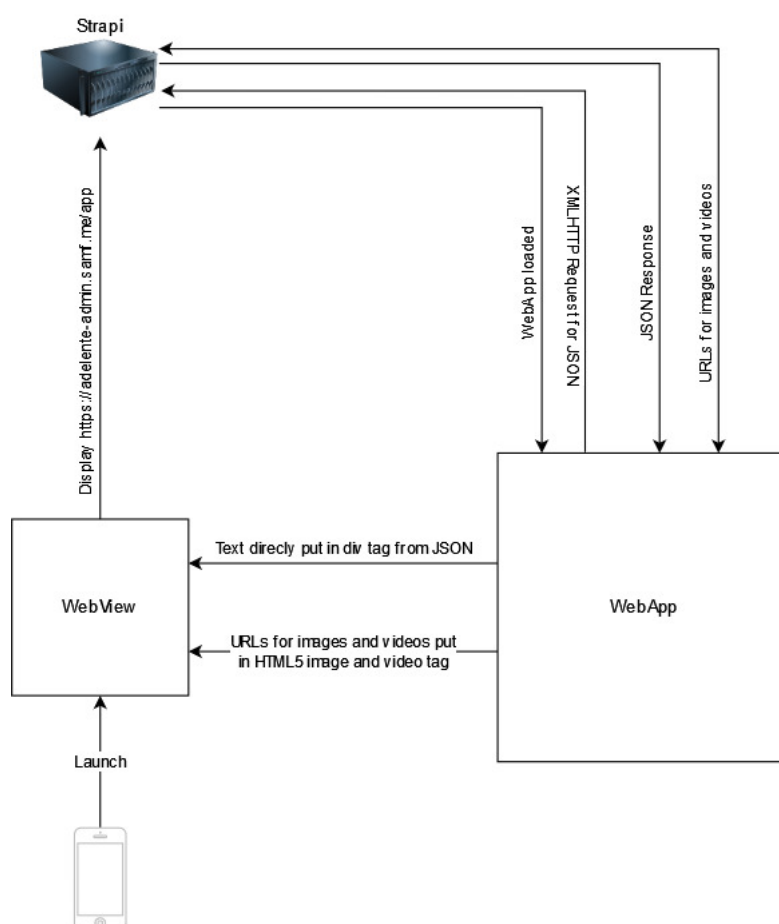 Strapi
Display https://adelente-admin.samf.me/app
WebApp loaded
XMLHTTP Request for JSON
JSON Response
URLs for images and videos
Text direcly put in div tag from JSON
WebView
WebApp
URLs for images and videos put
in HTML5 image and video tag
Launch